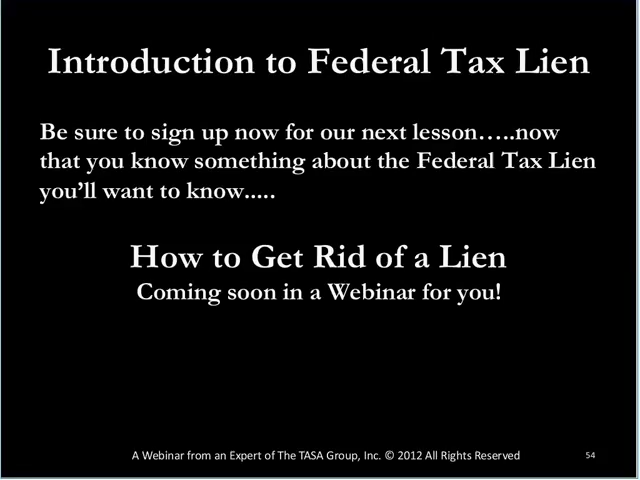 Introduction to Federal Tax Lien
Be sure to sign up now for our next lesson…..now
that you know something about the Federal Tax Lien
you’ll want to know.....
How to Get Rid of a Lien
Coming soon in a Webinar for you!
A Webinar from an Expert of The TASA Group, Inc. © 2012 All Rights Reserved
54